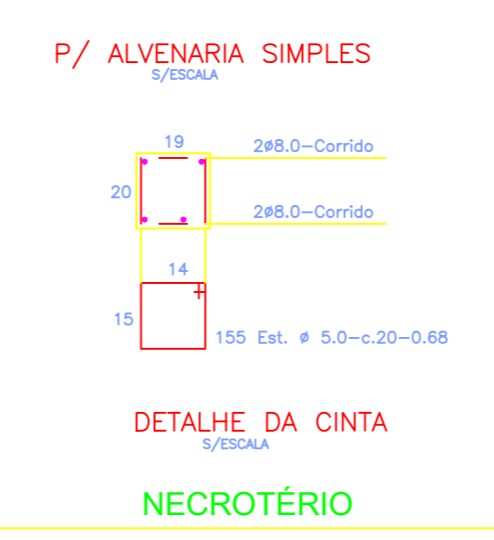 P/ ALVENARIA SIMPLES
S/ESCALA
19
2ø8.0-Corrido
20
2ø8.0-Corrido
14
15
155 Est. ø 5.0-c.20-0.68
DETALHE DA CINTA
S/ESCALA
NECROTÉRIO